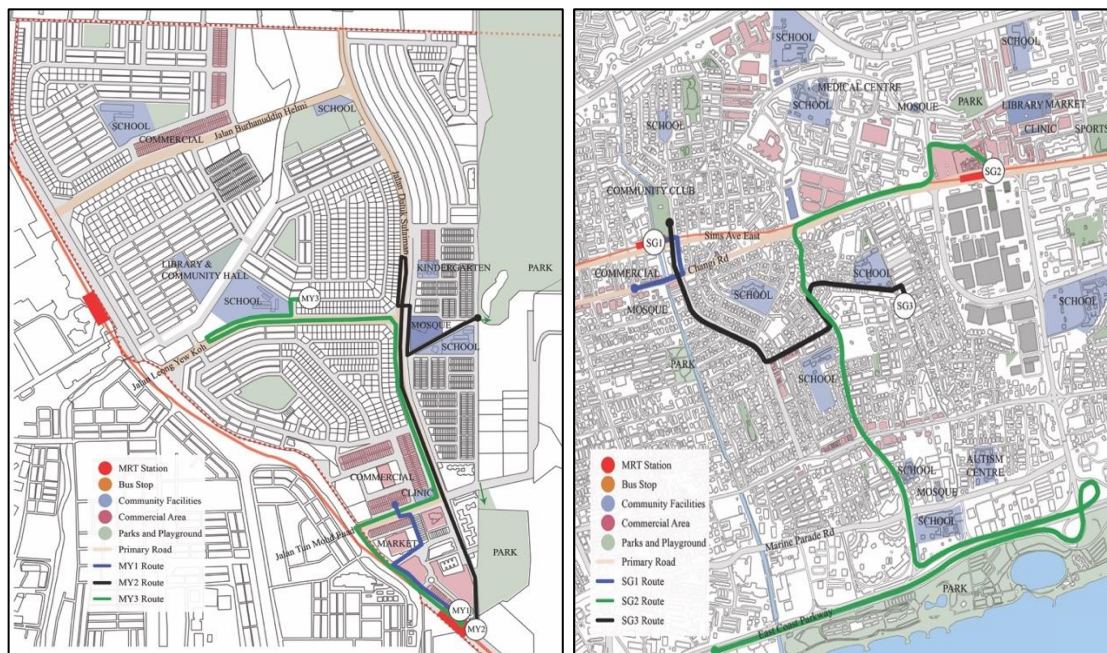 SCHOOL
COMMERCIAL
Jalan Burhanuddin Helmi
SCHOOL
Jalan Datuk Sulaiman
LIBRARY &
COMMUNITY HALL
SCHOOL
MY3
KINDERGARTEN
PARK
MOSQUE
SCHOOL
Jalan Leong Yew Koh
COMMERCIAL
CLINIC
Jalan Tun Mohd Fuad
MARKET
PARK
MY1
MY2
MRT Station
Bus Stop
Community Facilities
Commercial Area
Parks and Playground
Primary Road
MY1 Route
MY2 Route
MY3 Route
SCHOOL
SCHOOL
MEDICAL CENTRE
SCHOOL
MOSQUE
PARK
LIBRARY
MARKET
CLINIC
SPORTS
SCHOOL
COMMUNITY CLUB
SG2
SG1
Sims Ave East
Changi Rd
COMMERCIAL
MOSQUE
SCHOOL
SCHOOL
SG3
SCHOOL
PARK
SCHOOL
SCHOOL
AUTISM
CENTRE
MOSQUE
SCHOOL
Marine Parade Rd
PARK
East Coast Parkway
MRT Station
Bus Stop
Community Facilities
Commercial Area
Parks and Playground
Primary Road
SG1 Route
SG2 Route
SG3 Route